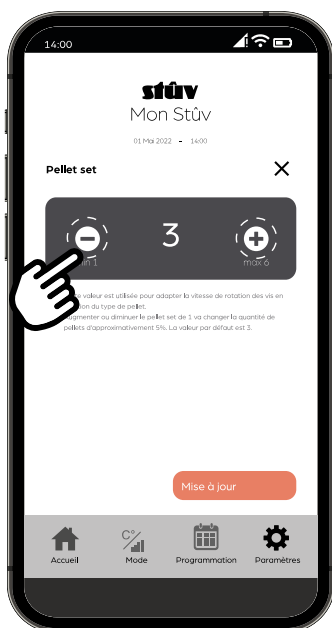 14:00
stûv
Mon Stûv
01 Mai 2022 - 14:00
Pellet set
3
1
max 6
valeur est utilisée pour adapter la vitesse de rotation des vis en
du type de pellet.
ugmenter ou diminuer le pellet set de 1 va changer la quantité de
pellets d'approximativement 5%. La valeur par défaut est 3.
Mise à jour
C°
Accueil
Mode
Programmation
Paramètres